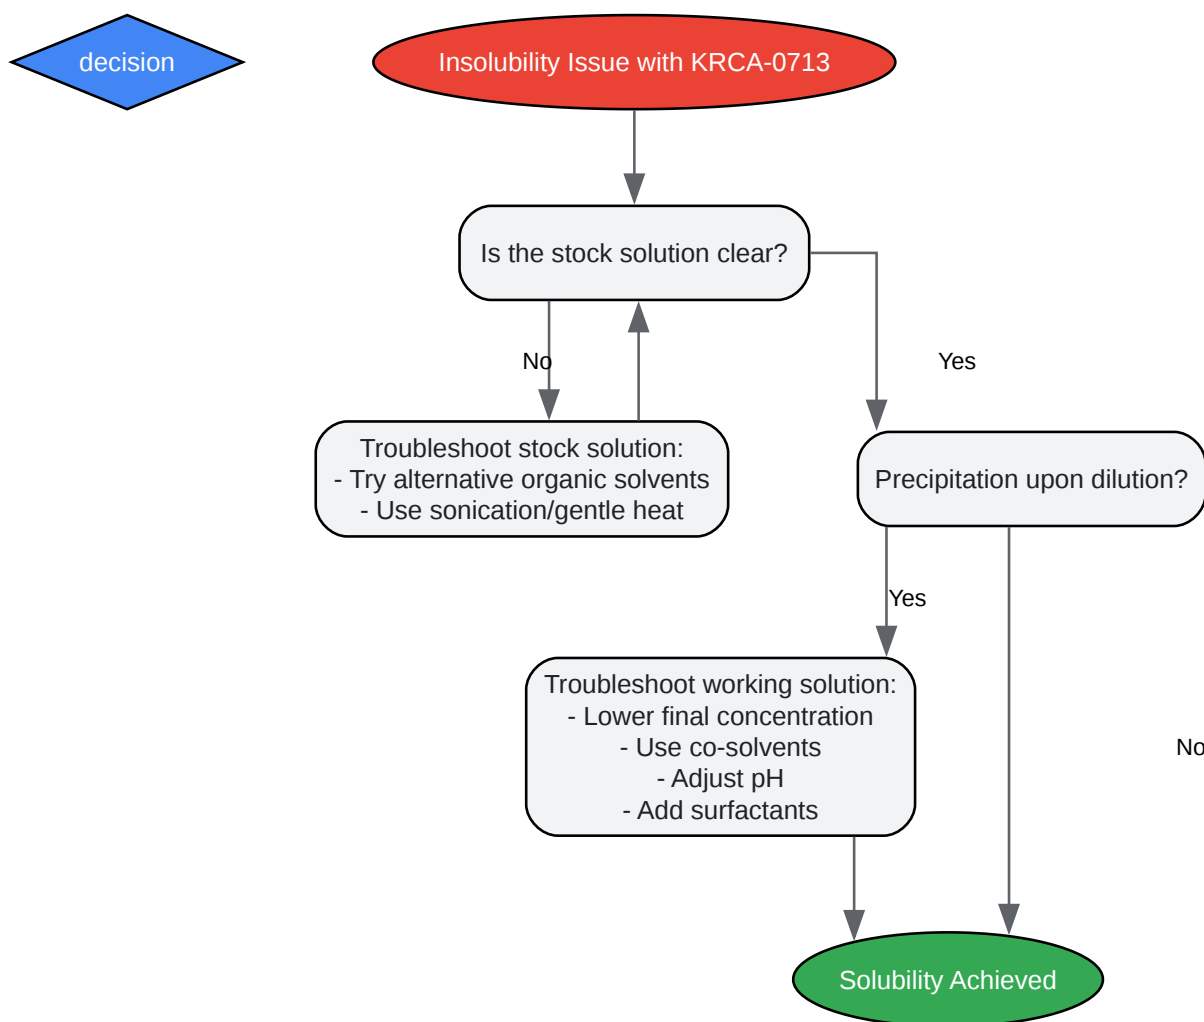 decision
Insolubility Issue with KRCA-0713
Is the stock solution clear?
No
Yes
Troubleshoot stock solution:
- Try alternative organic solvents
- Use sonication/gentle heat
Precipitation upon dilution?
Yes
Troubleshoot working solution:
- Lower final concentration
- Use co-solvents
- Adjust pH
- Add surfactants
No
Solubility Achieved